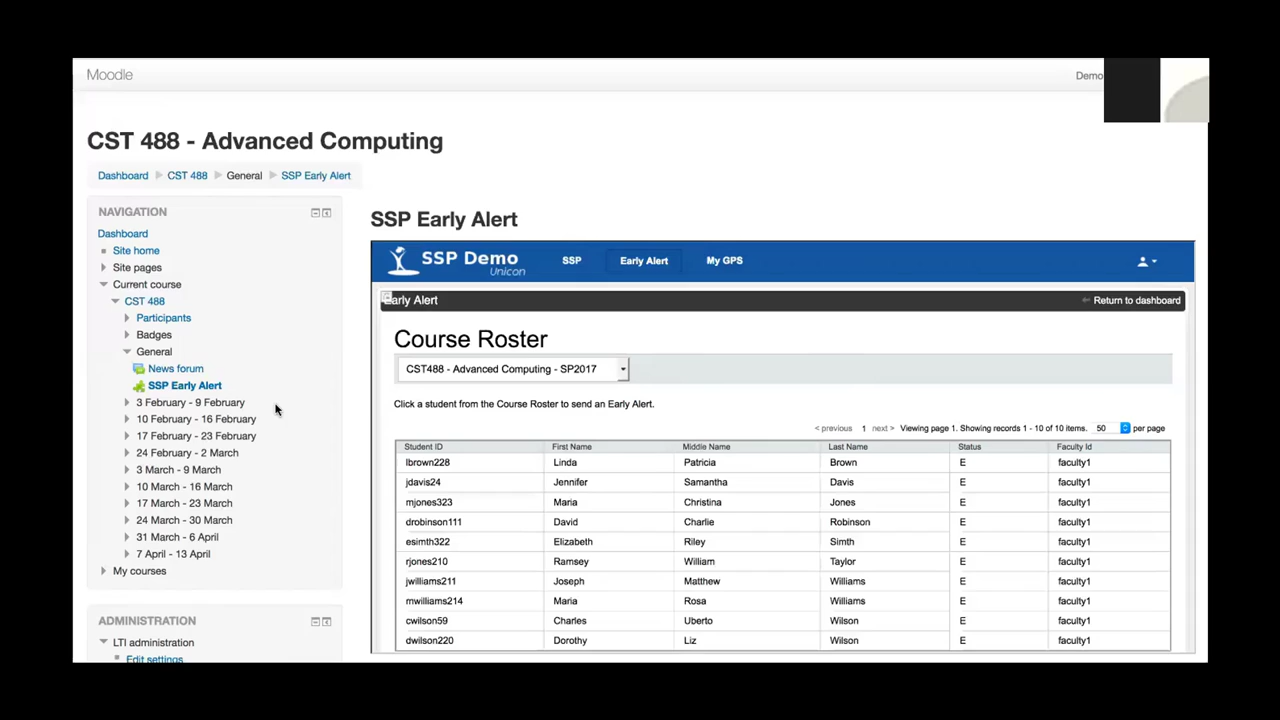 Moodle
Demo
CST 488 - Advanced Computing
Dashboard CST 488 General SSP Early Alert
NAVIGATION
Dashboard
Site home
Site pages
Current course
CST 488
Participants
Badges
General
News forum
SSP Early Alert
3 February - 9 February
10 February - 16 February
17 February - 23 February
24 February - 2 March
3 March - 9 March
10 March - 16 March
17 March - 23 March
24 March - 30 March
31 March - 6 April
7 April - 13 April
My courses
ADMINISTRATION
LTI administration
Edit settings
SSP Early Alert
SSP Demo
Unicon
SSP Early Alert My GPS
Early Alert Return to dashboard
Course Roster
CST488 - Advanced Computing - SP2017
Click a student from the Course Roster to send an Early Alert.
< previous 1 next > Viewing page 1. Showing records 1 - 10 of 10 items. 50 per page
Student ID First Name Middle Name Last Name Status Faculty Id
lbrown228 Linda Patricia Brown E faculty1
jdavis24 Jennifer Samantha Davis E faculty1
mjones323 Maria Christina Jones E faculty1
drobinson111 David Charlie Robinson E faculty1
esimth322 Elizabeth Riley Simth E faculty1
rjones210 Ramsey William Taylor E faculty1
jwilliams211 Joseph Matthew Williams E faculty1
mwilliams214 Maria Rosa Williams E faculty1
cwilson59 Charles Uberto Wilson E faculty1
dwilson220 Dorothy Liz Wilson E faculty1